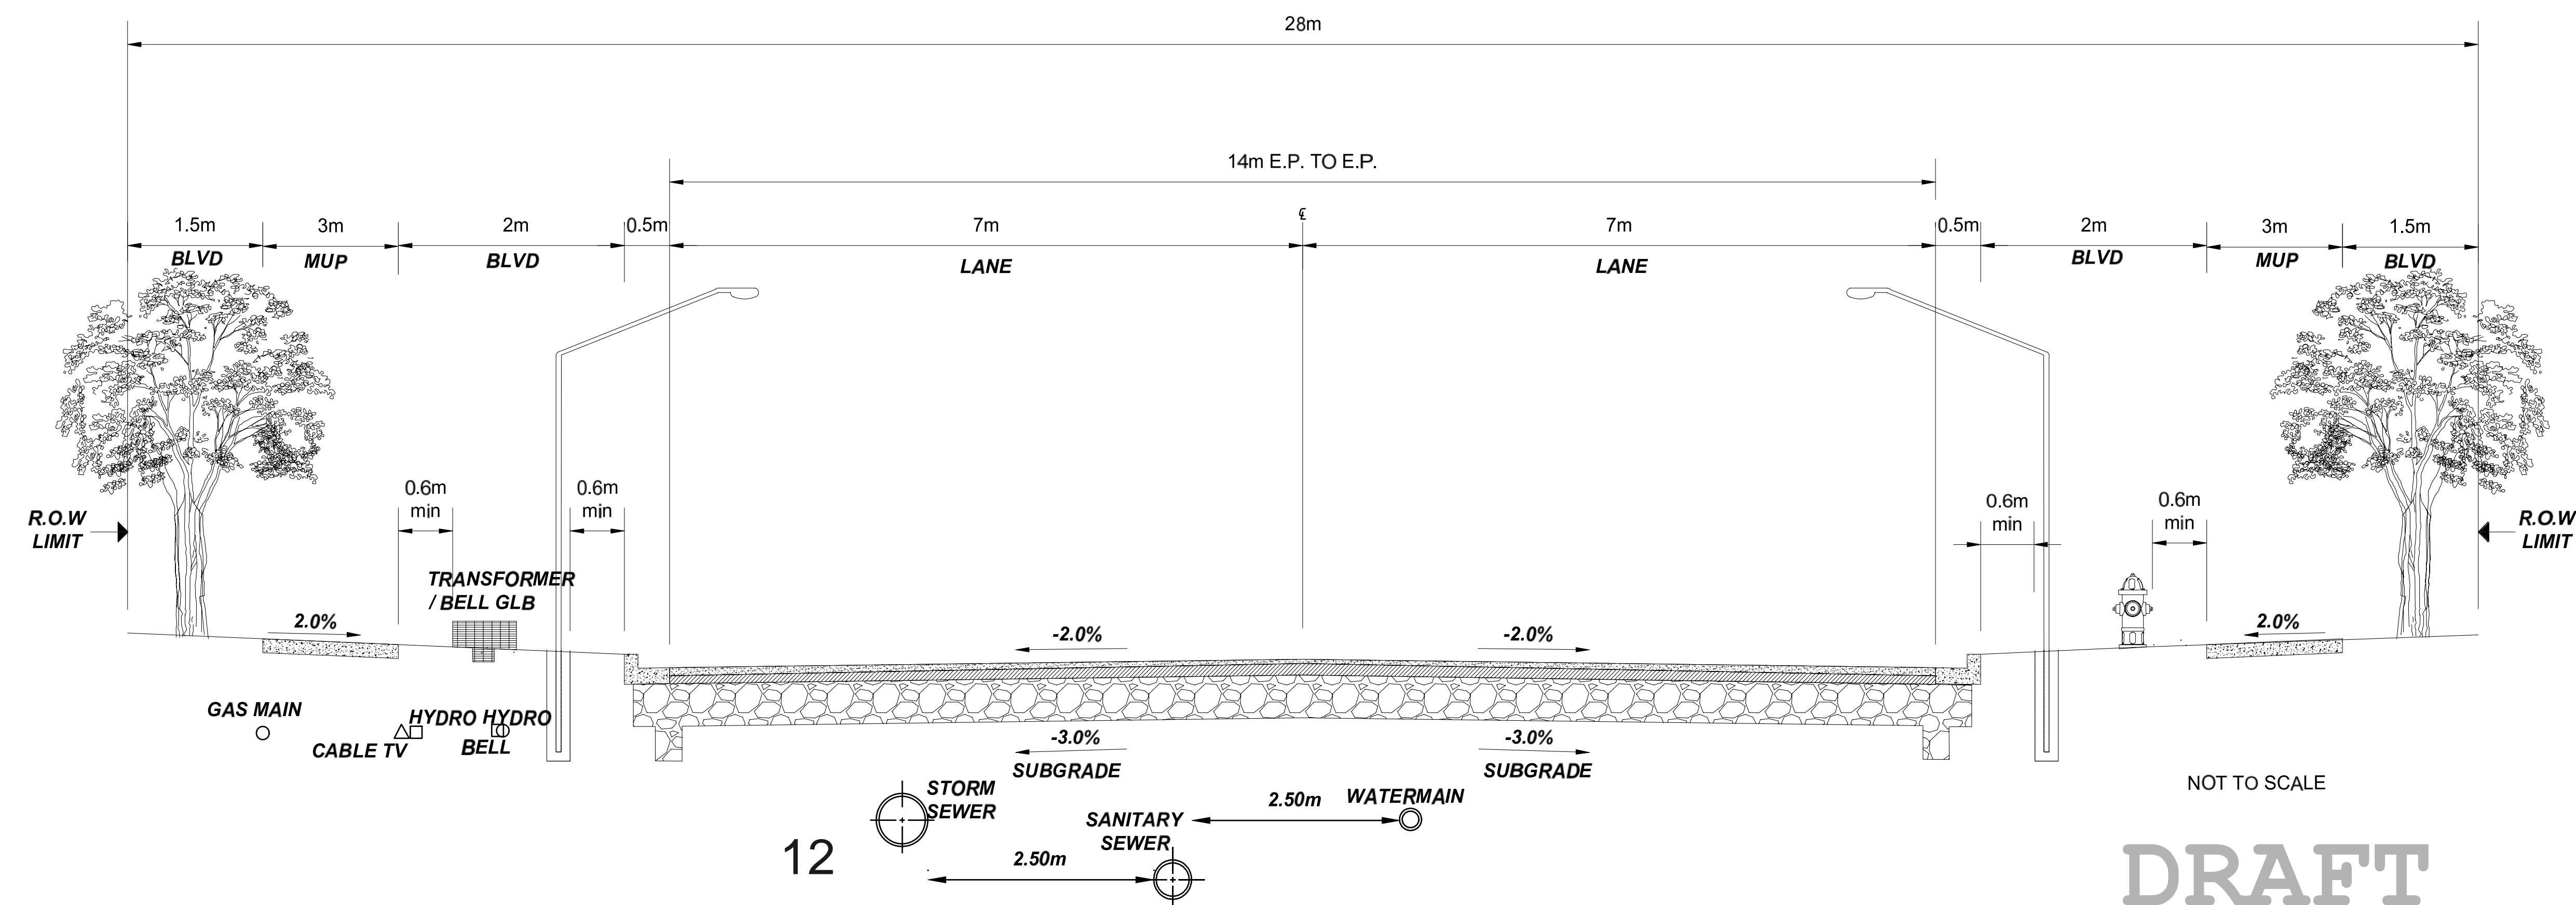 28m
14m E.P. TO E.P.
℄
1.5m 3m 2m 0.5m 7m 7m 0.5m 2m 3m 1.5m
BLVD MUP BLVD LANE LANE BLVD MUP BLVD
0.6m
min
0.6m
min
0.6m
min
0.6m
min
R.O.W
LIMIT
R.O.W
LIMIT
TRANSFORMER
/ BELL GLB
2.0% -2.0% -2.0% 2.0%
GAS MAIN
HYDRO HYDRO
CABLE TV
BELL
-3.0% -3.0%
SUBGRADE SUBGRADE
NOT TO SCALE
STORM
SEWER
SANITARY
SEWER
2.50m
WATERMAIN
2.50m
12
DRAFT